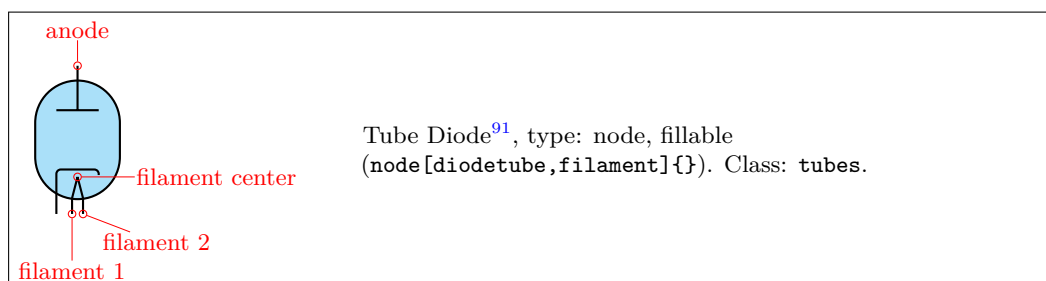 anode
Tube Diode91, type: node, fillable
(node[diodetube,filament]{}). Class: tubes.
filament center
filament 2
filament 1